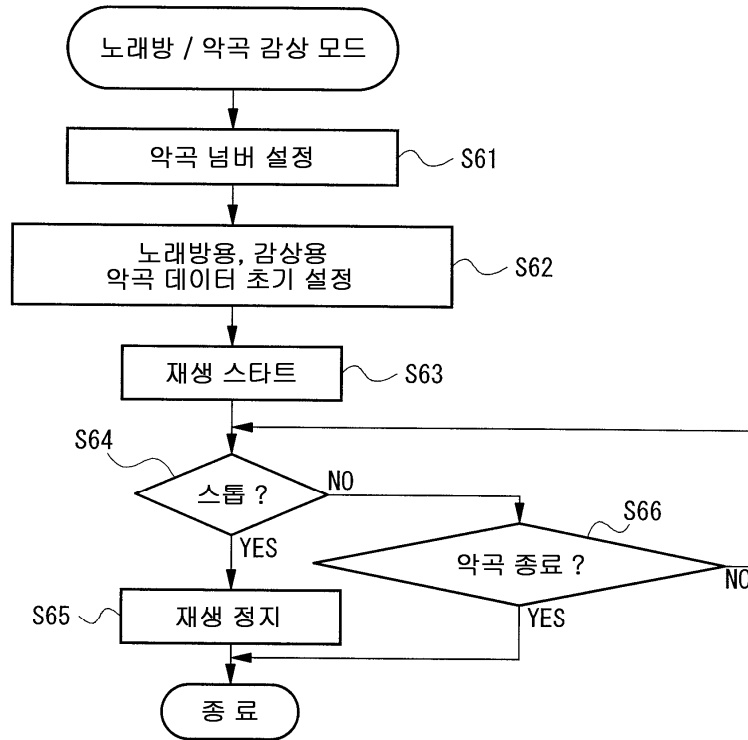 노래방 / 악곡 감상 모드
악곡 넘버 설정
S61
노래방용, 감상용
악곡 데이터 초기 설정
S62
재생 스타트
S63
S64
스톱 ?
NO
YES
S66
악곡 종료 ?
NO
YES
S65
재생 정지
종 료